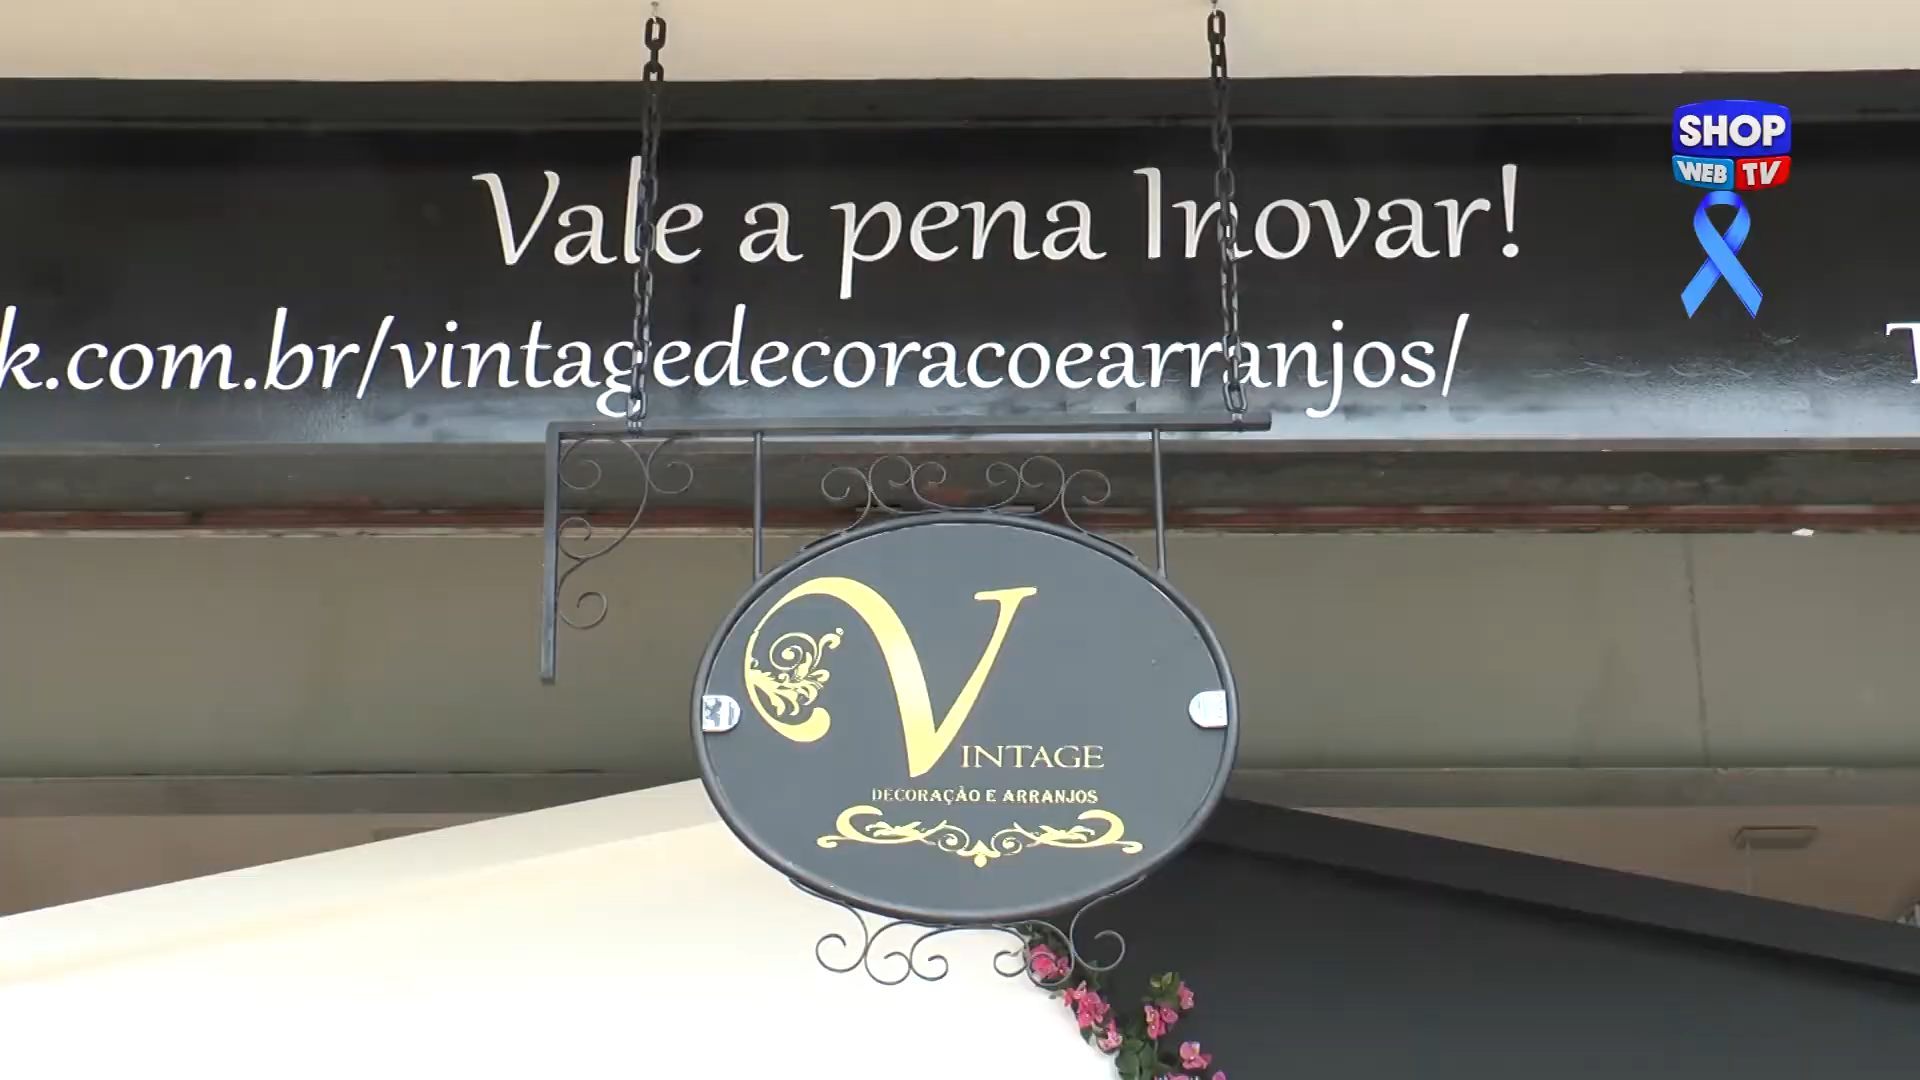 Vale a pena Inovar!
k.com.br/vintagedecoracoearranjos/
SHOP
WEB TV
VINTAGE
DECORAÇÃO E ARRANJOS